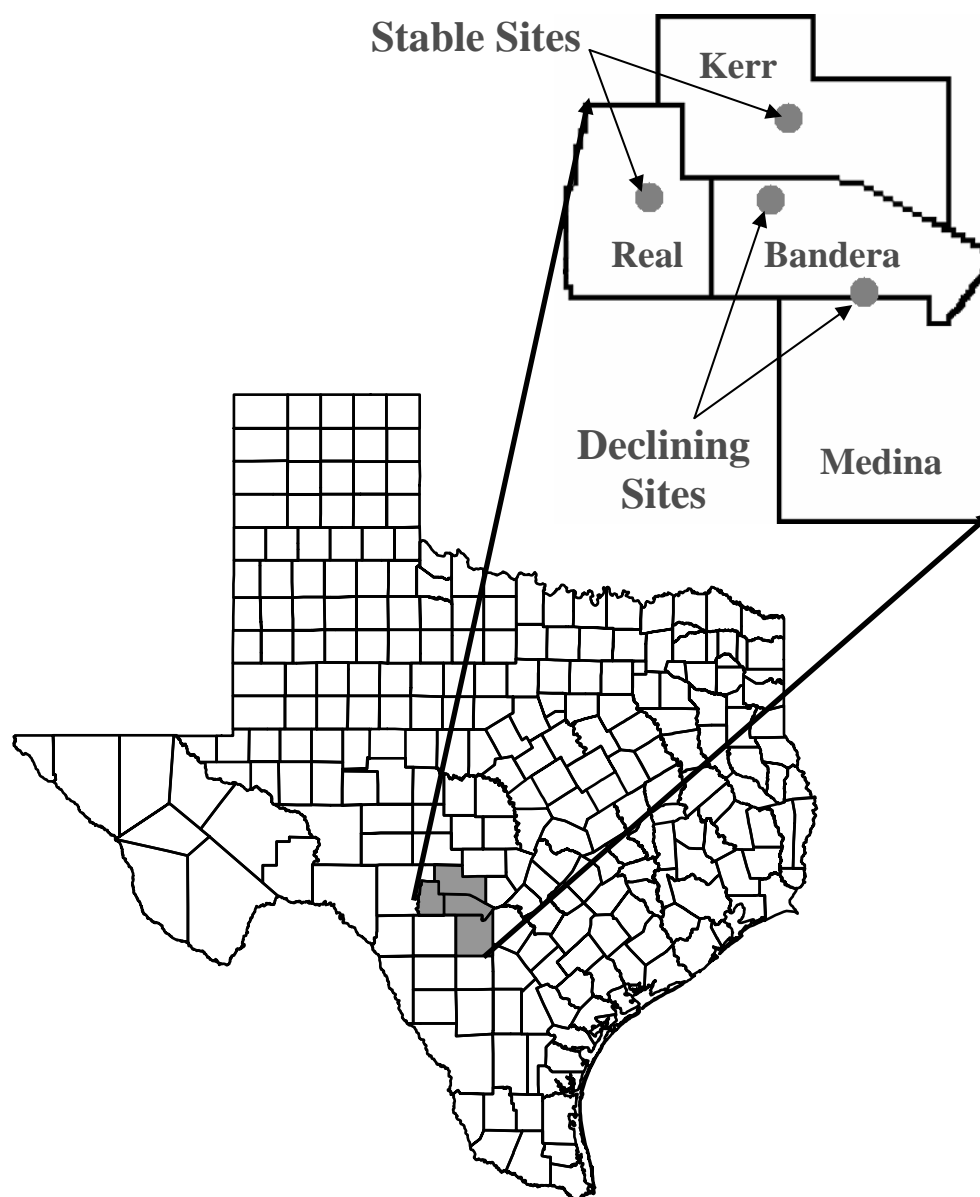 Stable Sites
Kerr
Real
Bandera
Declining
Sites
Medina